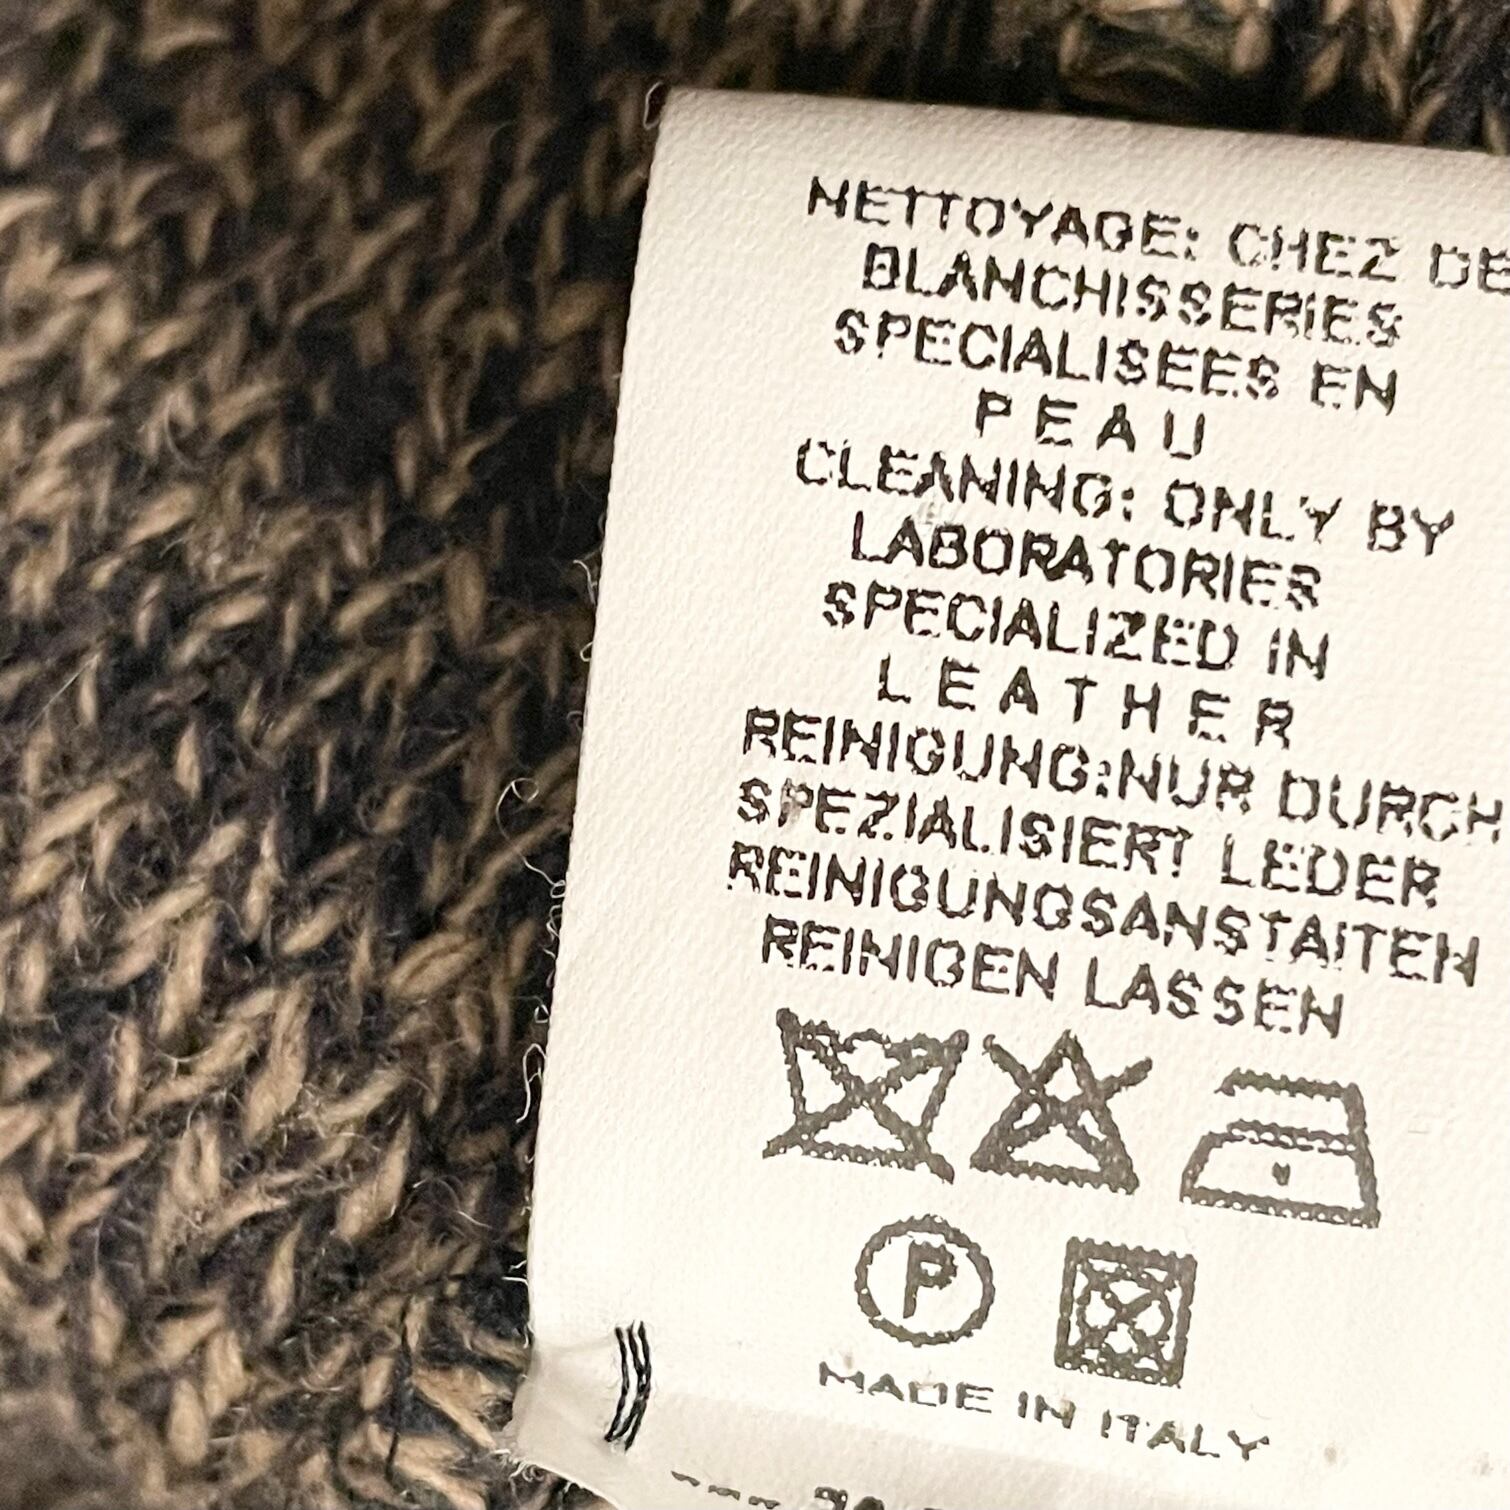 NETTOYAGE: CHEZ DE
BLANCHISSERIES
SPECIALISEES EN
PEAU
CLEANING: ONLY BY
LABORATORIES
SPECIALIZED IN
LEATHER
REINIGUNG:NUR DURCH
SPEZIALISIERT LEDER
REINIGUNGSANSTAITEN
REINIGEN LASSEN
P
MADE IN ITALY